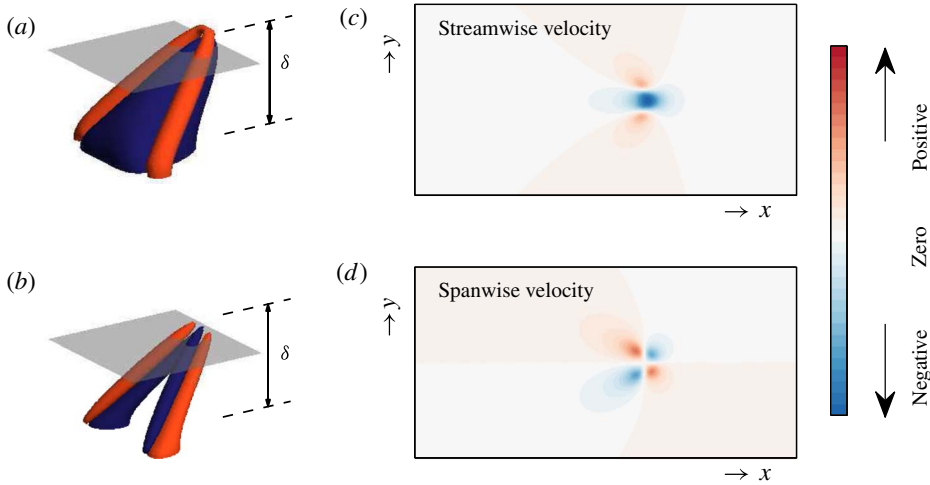 (a)
δ
(b)
δ
(c)
Streamwise velocity
→ y
→ x
(d)
Spanwise velocity
→ y
→ x
Positive
Zero
Negative